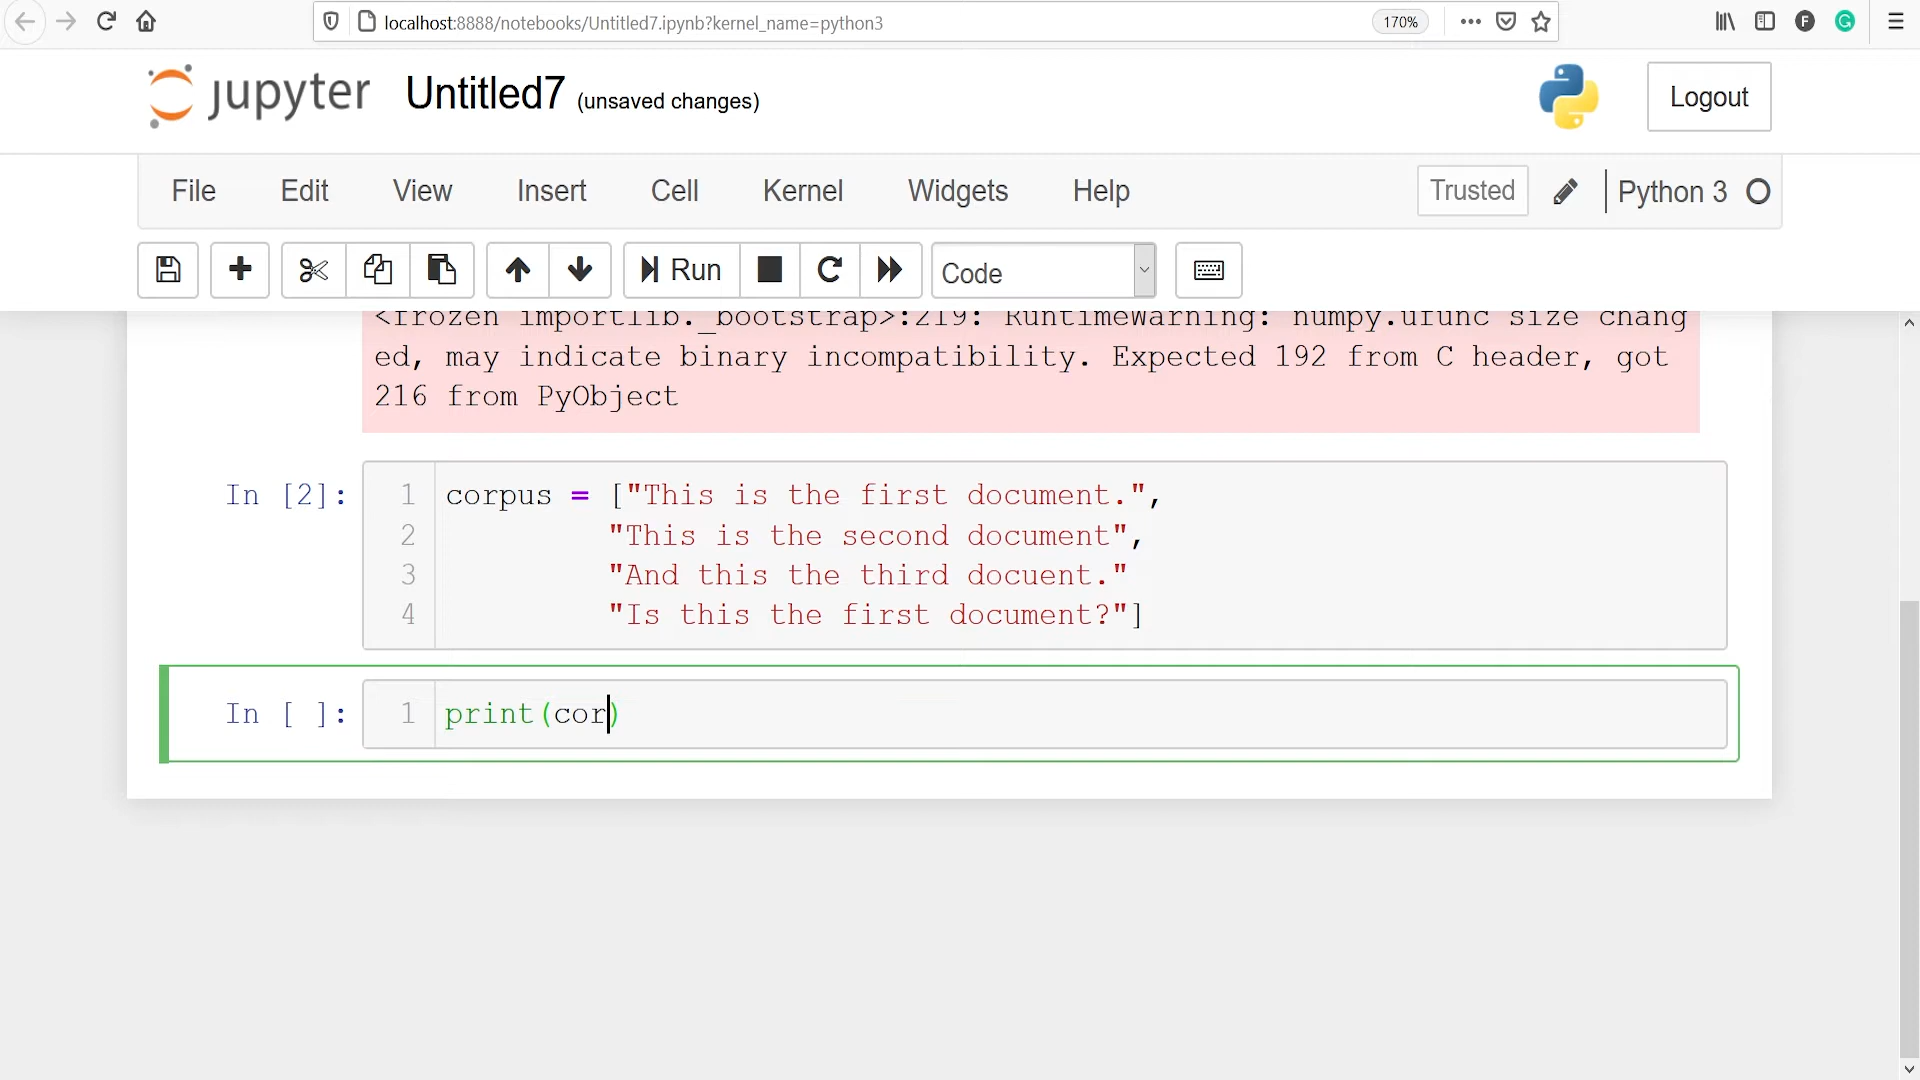 localhost:8888/notebooks/Untitled7.ipynb?kernel_name=python3
170%
F
G
jupyter Untitled7 (unsaved changes)
Logout
File Edit View Insert Cell Kernel Widgets Help
Trusted
Python 3
Run
Code
<frozen importlib._bootstrap>:219: RuntimeWarning: numpy.ufunc size chang
ed, may indicate binary incompatibility. Expected 192 from C header, got
216 from PyObject
In [2]:
1 corpus = ["This is the first document.",
2 "This is the second document",
3 "And this the third docuent."
4 "Is this the first document?"]
In [ ]:
1 print(cor)